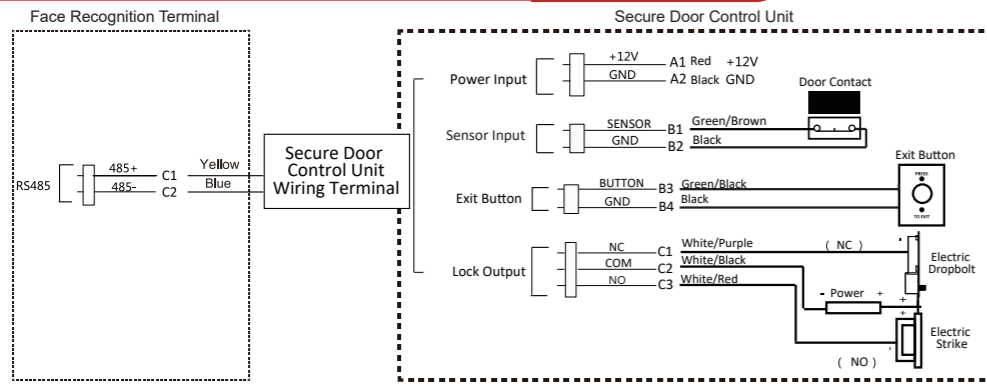 Face Recognition Terminal
Secure Door Control Unit
RS485
485+ C1 Yellow
485- C2 Blue
Secure Door
Control Unit
Wiring Terminal
Power Input
+12V A1 Red +12V
GND A2 Black GND
Door Contact
Sensor Input
SENSOR B1 Green/Brown
GND B2 Black
Exit Button
PRESS
TO EXIT
Exit Button
BUTTON B3 Green/Black
GND B4 Black
Lock Output
NC C1 White/Purple ( NC )
COM C2 White/Black
NO C3 White/Red
Electric
Dropbolt
- Power +
+
+
-
Electric
Strike
-
( NO )